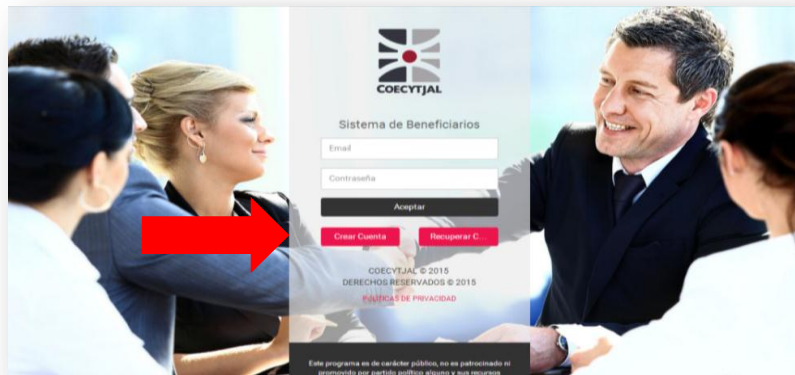 COECYTJAL
Sistema de Beneficiarios
Email
Contraseña
Aceptar
Crear Cuenta
Recuperar C...
COECYTJAL © 2015
DERECHOS RESERVADOS © 2015
POLÍTICAS DE PRIVACIDAD
Este programa es de carácter público, no es patrocinado ni
promovido por partido político alguno y sus recursos